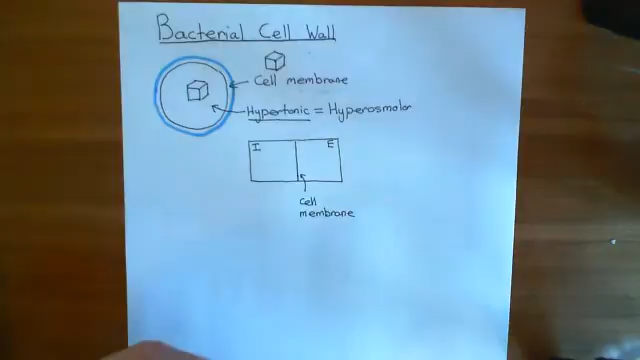 Bacterial Cell Wall
Cell membrane
Hypertonic = Hyperosmolar
I E
Cell
membrane